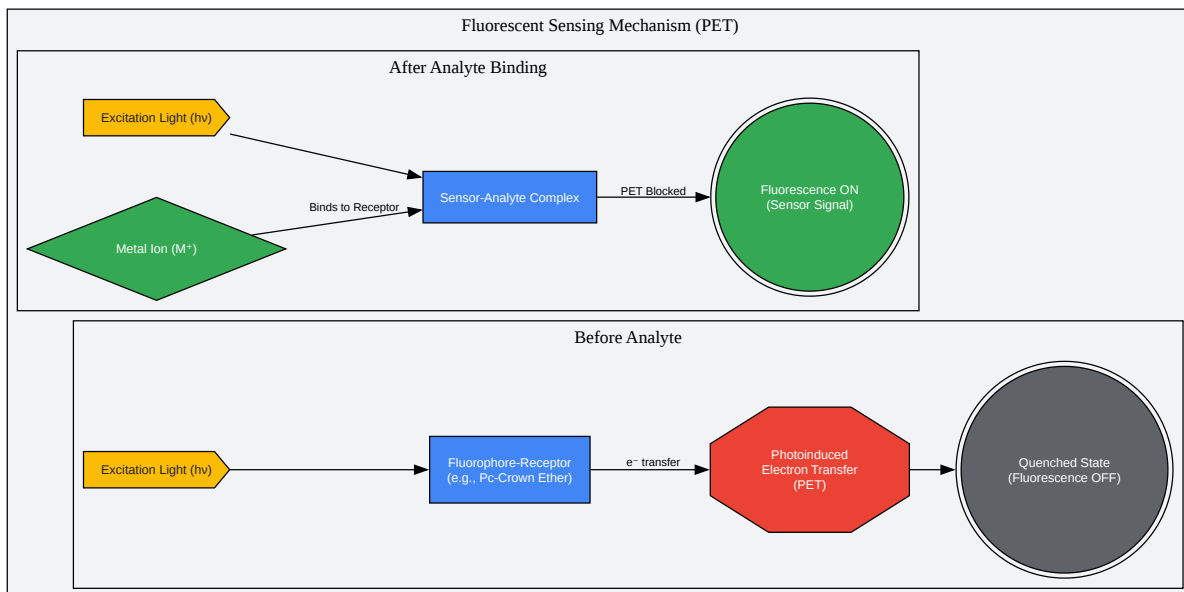 Fluorescent Sensing Mechanism (PET)
After Analyte Binding
Excitation Light (hν)
Binds to Receptor
Metal Ion (M⁺)
Sensor-Analyte Complex
PET Blocked
Fluorescence ON
(Sensor Signal)
Before Analyte
Excitation Light (hν)
Fluorophore-Receptor
(e.g., Pc-Crown Ether)
e⁻ transfer
Photoinduced
Electron Transfer
(PET)
Quenched State
(Fluorescence OFF)